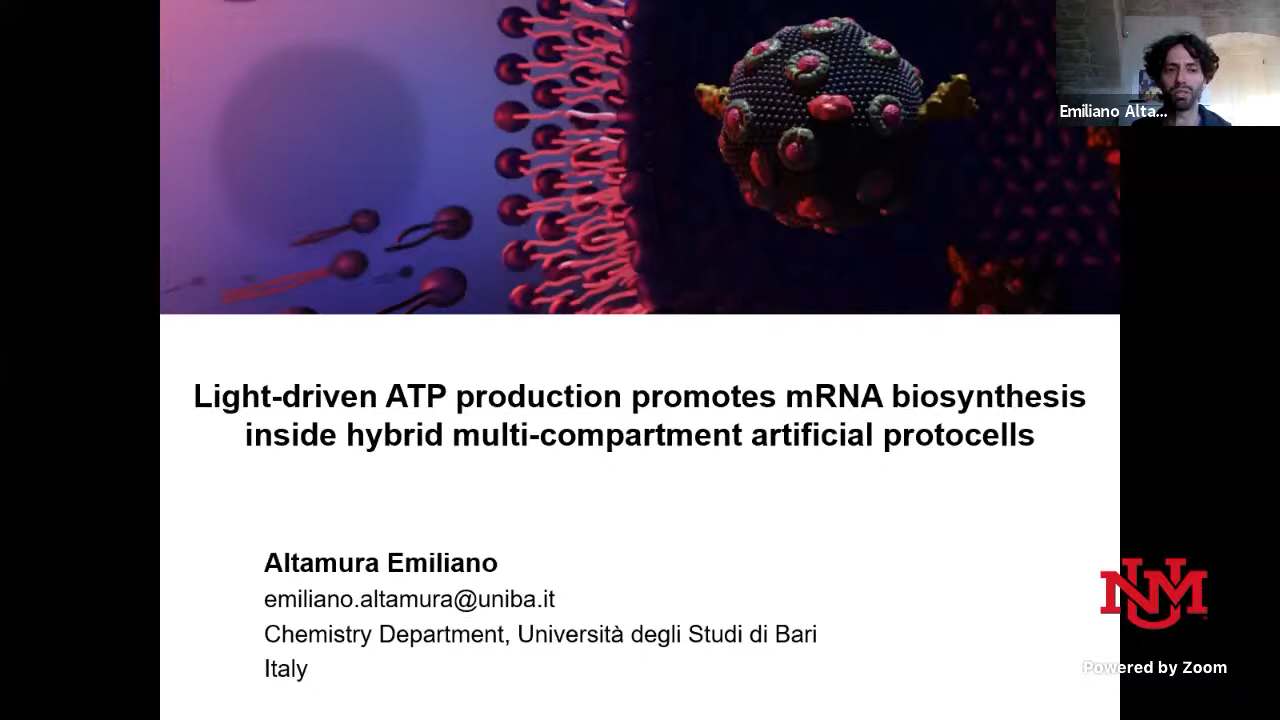 Emiliano Alta...
Light-driven ATP production promotes mRNA biosynthesis
inside hybrid multi-compartment artificial protocells
Altamura Emiliano
emiliano.altamura@uniba.it
Chemistry Department, Università degli Studi di Bari
Italy
UNM
Powered by Zoom